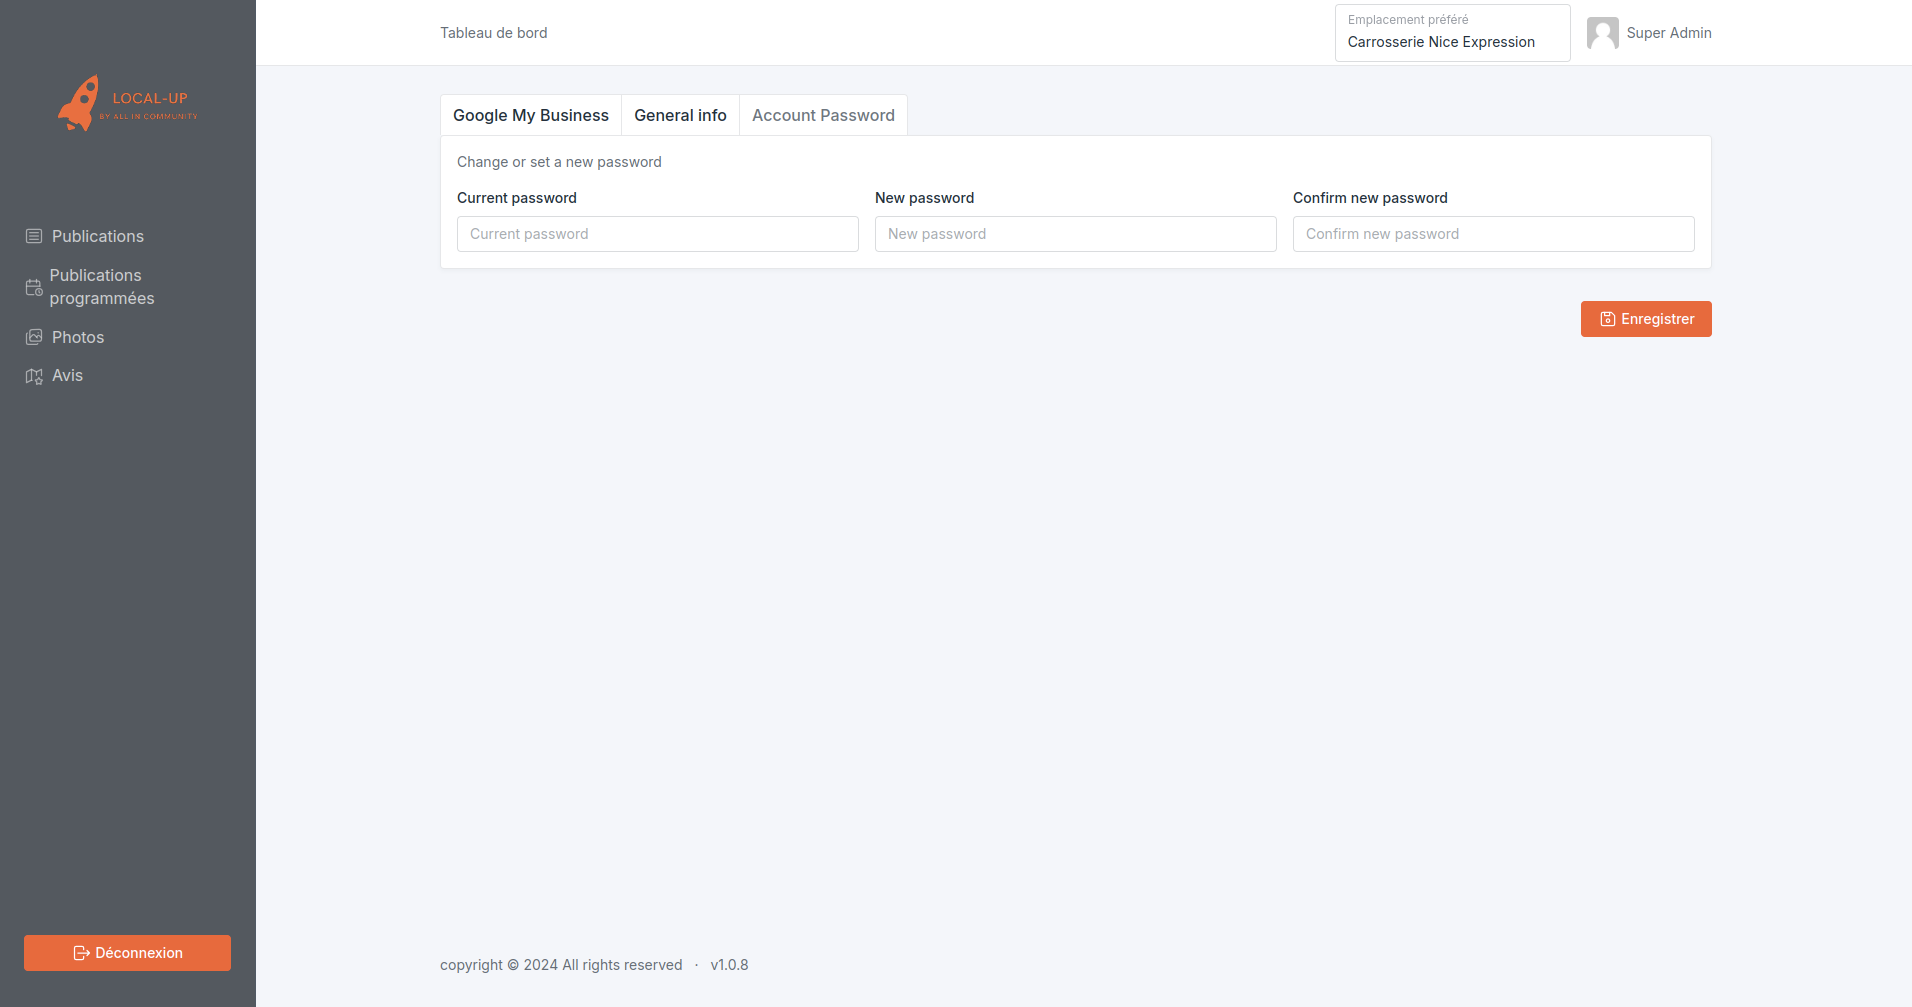 LOCAL-UP
BY ALL IN COMMUNITY
Publications
Publications
programmées
Photos
Avis
Déconnexion
Tableau de bord
Emplacement préféré
Carrosserie Nice Expression
Super Admin
Google My Business
General info
Account Password
Change or set a new password
Current password
New password
Confirm new password
Current password
New password
Confirm new password
Enregistrer
copyright © 2024 All rights reserved · v1.0.8